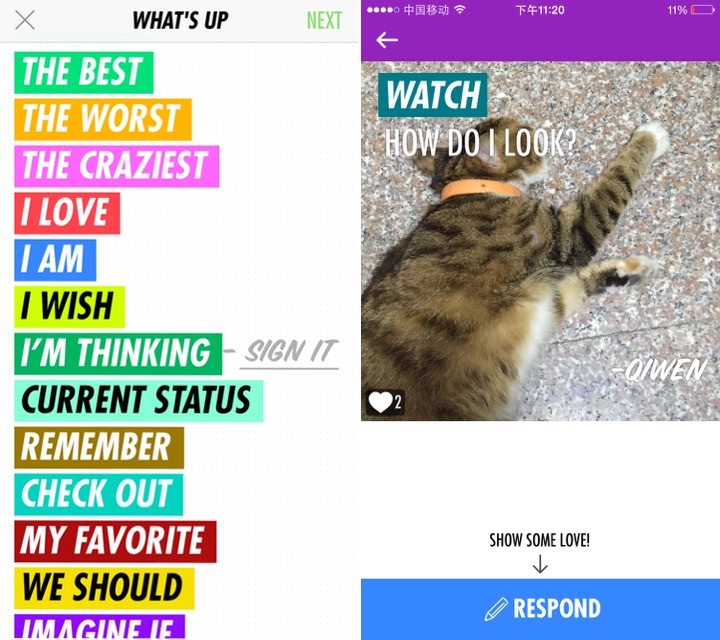 WHAT'S UP
NEXT
THE BEST
THE WORST
THE CRAZIEST
I LOVE
I AM
I WISH
I'M THINKING - SIGN IT
CURRENT STATUS
REMEMBER
CHECK OUT
MY FAVORITE
WE SHOULD
IMAGINE IF
中国移动
下午11:20
11%
WATCH
HOW DO I LOOK?
-QIWEN
2
SHOW SOME LOVE!
RESPOND